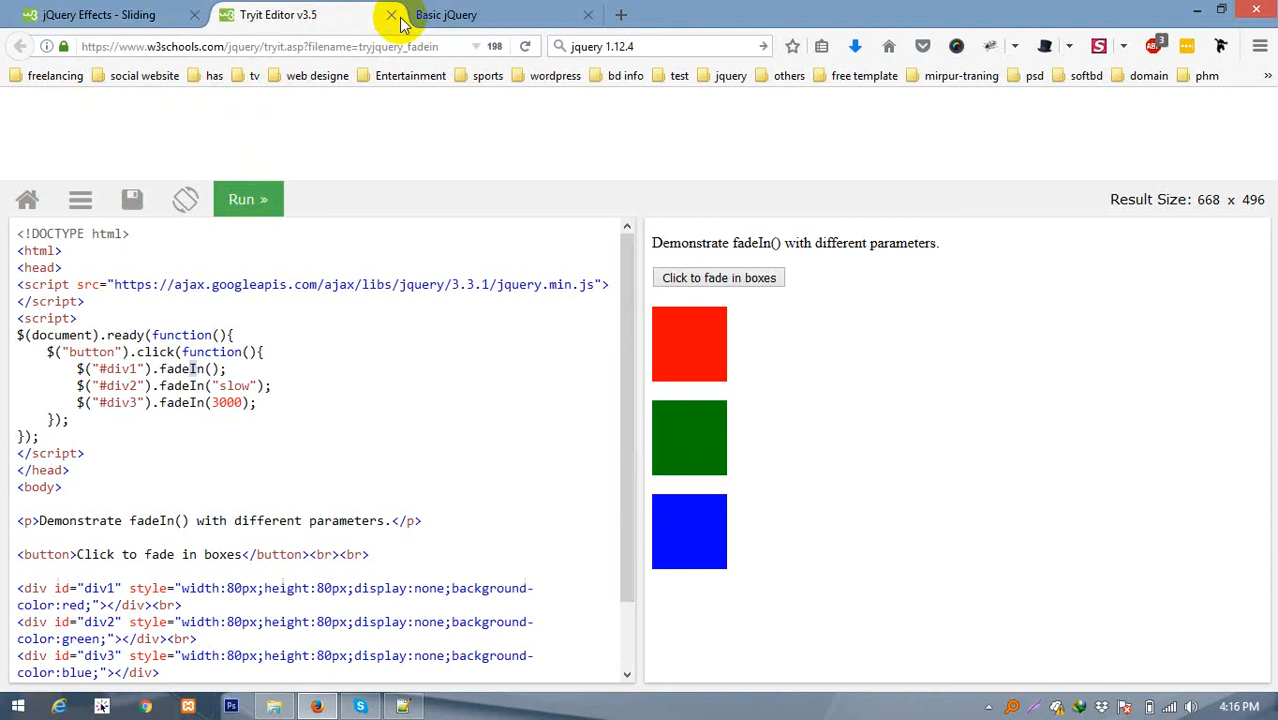 jQuery Effects - Sliding
Tryit Editor v3.5
Basic jQuery
https://www.w3schools.com/jquery/tryit.asp?filename=tryjquery_fadein
198
jquery 1.12.4
3
freelancing
social website
has
tv
web designe
Entertainment
sports
wordpress
bd info
test
jquery
others
free template
mirpur-traning
psd
softbd
domain
phm
»
Run »
Result Size: 668 x 496
<!DOCTYPE html>
<html>
<head>
<script src="https://ajax.googleapis.com/ajax/libs/jquery/3.3.1/jquery.min.js">
</script>
<script>
$(document).ready(function(){
$("button").click(function(){
$("#div1").fadeIn();
$("#div2").fadeIn("slow");
$("#div3").fadeIn(3000);
});
});
</script>
</head>
<body>
<p>Demonstrate fadeIn() with different parameters.</p>
<button>Click to fade in boxes</button><br><br>
<div id="div1" style="width:80px;height:80px;display:none;background-
color:red;"></div><br>
<div id="div2" style="width:80px;height:80px;display:none;background-
color:green;"></div><br>
<div id="div3" style="width:80px;height:80px;display:none;background-
color:blue;"></div>
Demonstrate fadeIn() with different parameters.
Click to fade in boxes
4:16 PM